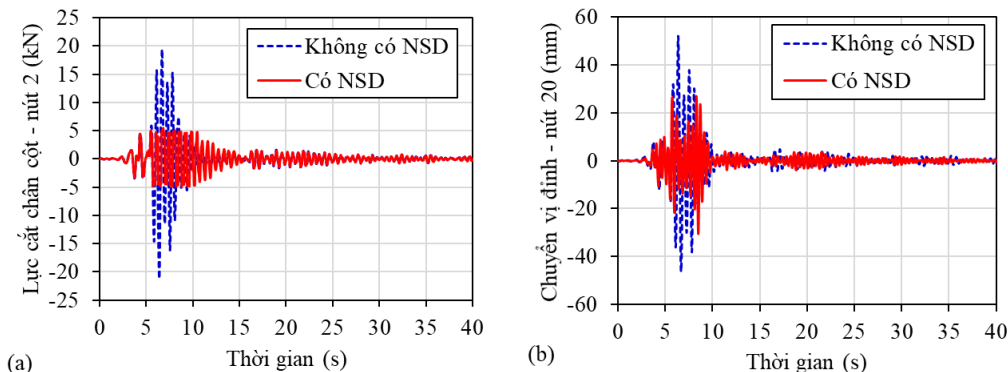 Lực cắt chân cột - nút 2 (kN)
25
20
15
10
5
0
-5
-10
-15
-20
-25
Không có NSD
Có NSD
0 5 10 15 20 25 30 35 40
Thời gian (s)
(a)
Chuyển vị đỉnh - nút 20 (mm)
60
40
20
0
-20
-40
-60
Không có NSD
Có NSD
0 5 10 15 20 25 30 35 40
Thời gian (s)
(b)